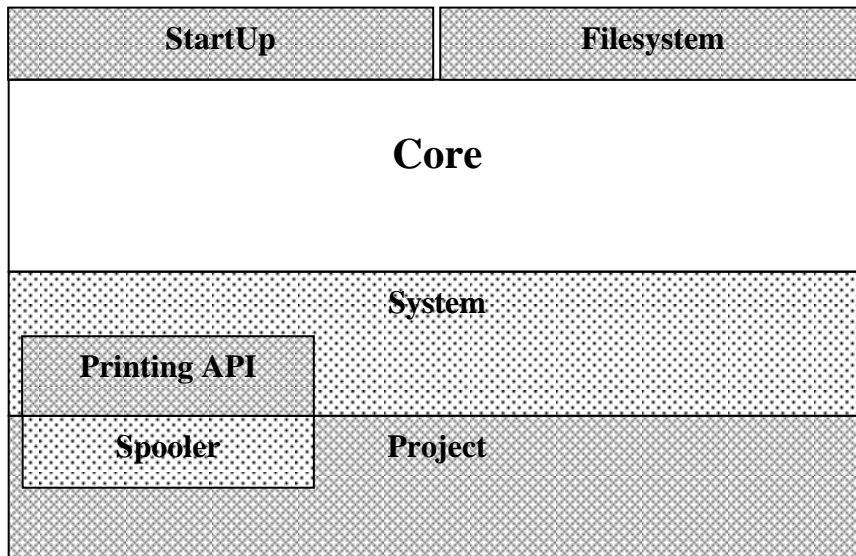 StartUp
Filesystem
Core
System
Printing API
Spooler
Project